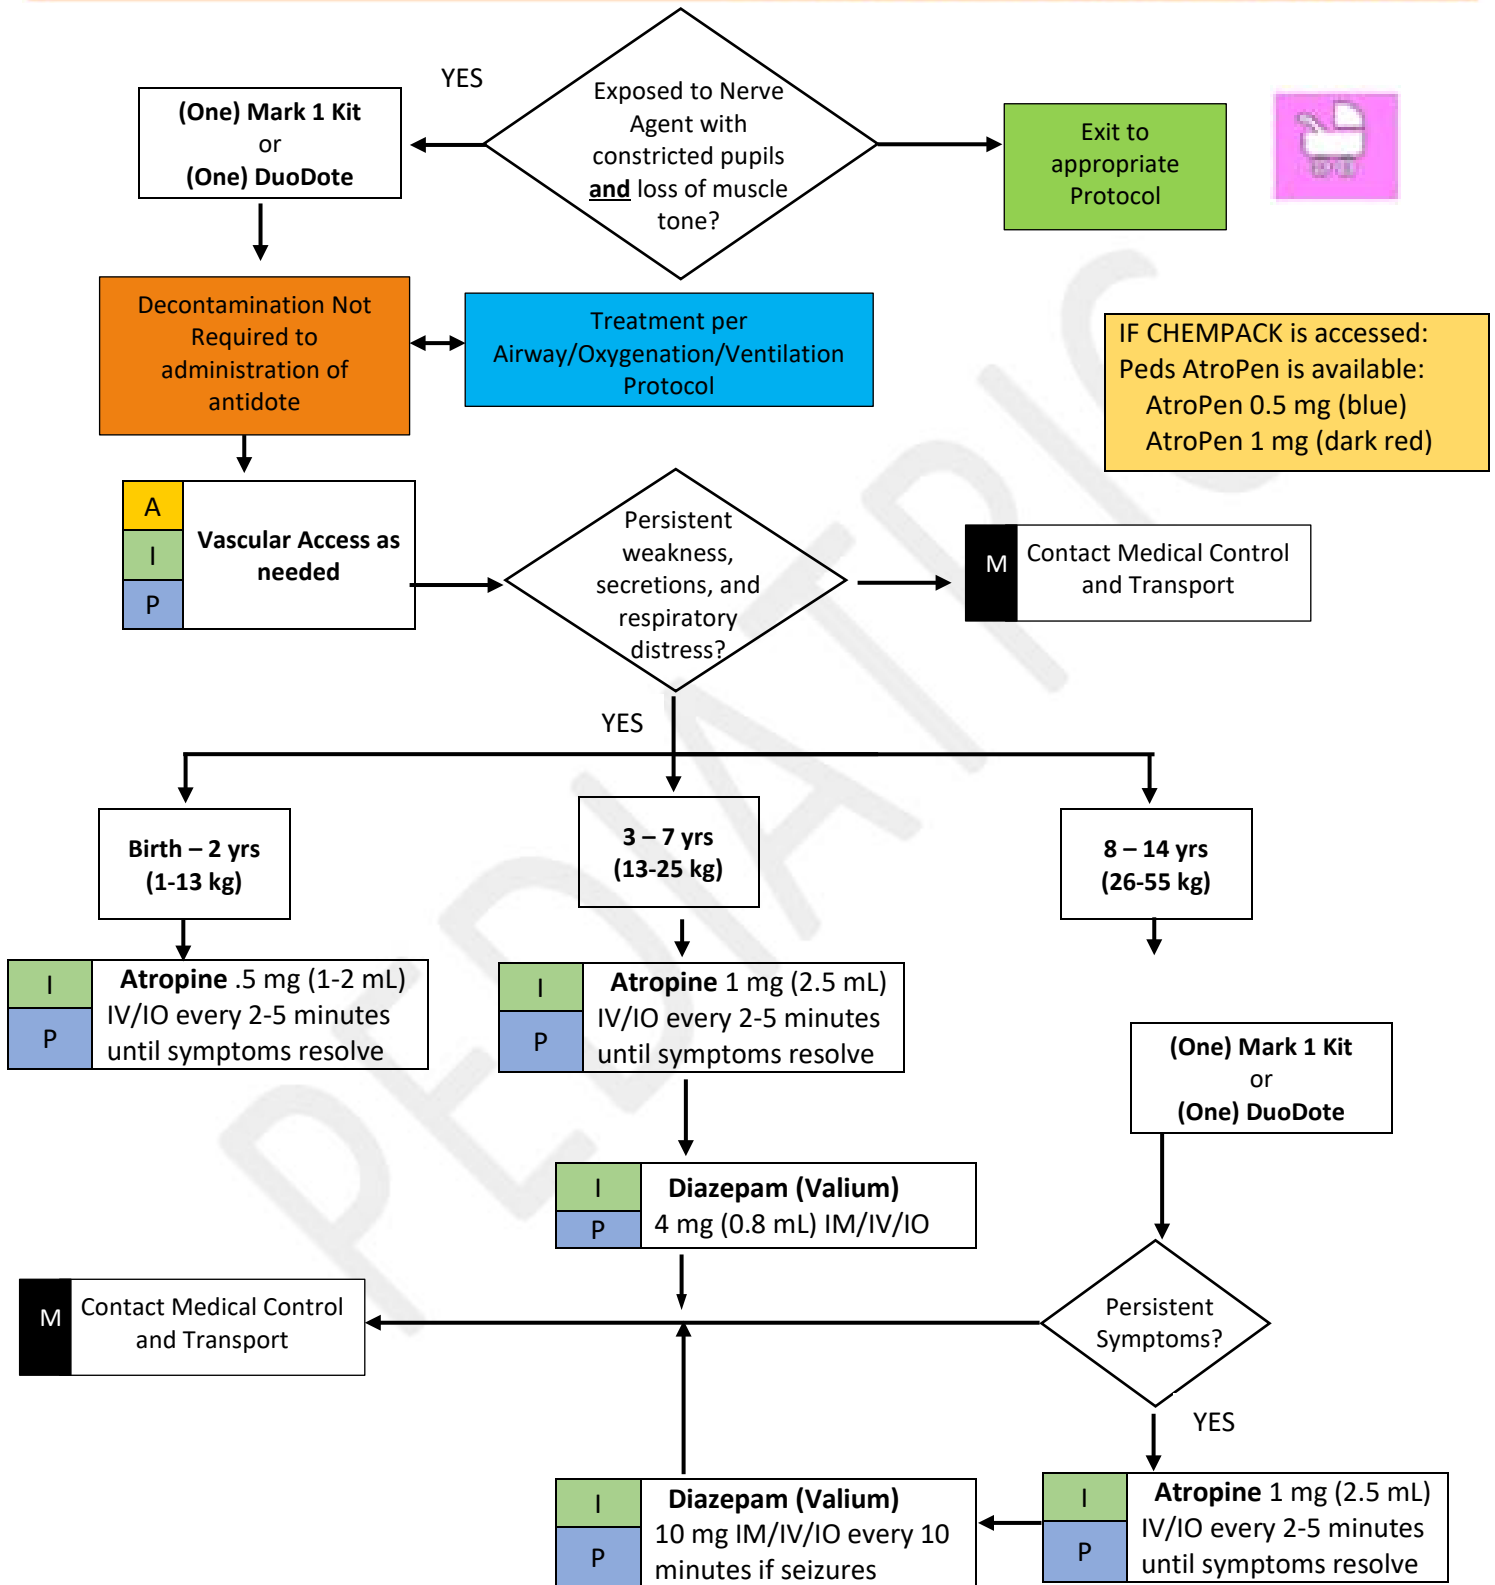 YES
Exposed to Nerve
Agent with
constricted pupils
and loss of muscle
tone?
(One) Mark 1 Kit
or
(One) DuoDote
Exit to
appropriate
Protocol
Decontamination Not
Required to
administration of
antidote
Treatment per
Airway/Oxygenation/Ventilation
Protocol
IF CHEMPACK is accessed:
Peds AtroPen is available:
AtroPen 0.5 mg (blue)
AtroPen 1 mg (dark red)
A
I
P
Vascular Access as
needed
Persistent
weakness,
secretions, and
respiratory
distress?
M
Contact Medical Control
and Transport
YES
Birth – 2 yrs
(1-13 kg)
3 – 7 yrs
(13-25 kg)
8 – 14 yrs
(26-55 kg)
I
P
Atropine .5 mg (1-2 mL)
IV/IO every 2-5 minutes
until symptoms resolve
I
P
Atropine 1 mg (2.5 mL)
IV/IO every 2-5 minutes
until symptoms resolve
(One) Mark 1 Kit
or
(One) DuoDote
I
P
Diazepam (Valium)
4 mg (0.8 mL) IM/IV/IO
M
Contact Medical Control
and Transport
Persistent
Symptoms?
YES
I
P
Diazepam (Valium)
10 mg IM/IV/IO every 10
minutes if seizures
I
P
Atropine 1 mg (2.5 mL)
IV/IO every 2-5 minutes
until symptoms resolve
PEDIATRIC